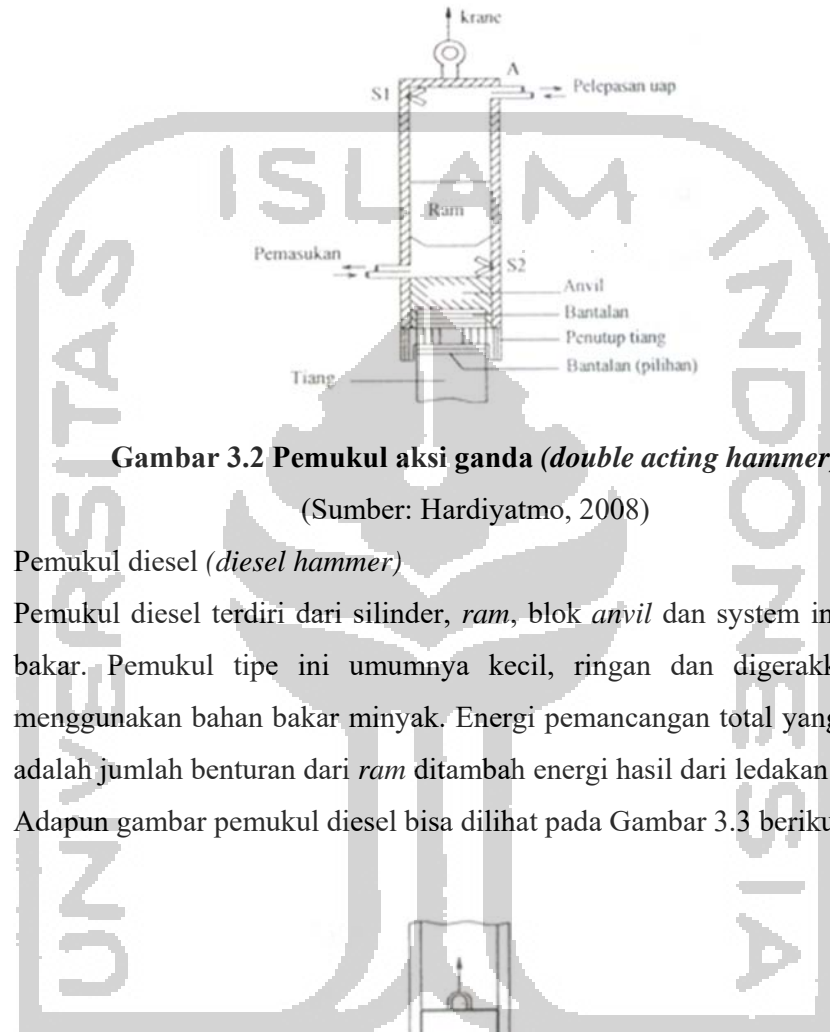 krane
A
S1
Pelepasan uap
ISLAM
Ram
Pemasukan
S2
Anvil
Bantalan
Penutup tiang
Bantalan (pilihan)
Tiang
UNIVERSITAS
INDONESIA
Gambar 3.2 Pemukul aksi ganda (double acting hammer)
(Sumber: Hardiyatmo, 2008)
Pemukul diesel (diesel hammer)
Pemukul diesel terdiri dari silinder, ram, blok anvil dan system in
bakar. Pemukul tipe ini umumnya kecil, ringan dan digerakk
menggunakan bahan bakar minyak. Energi pemancangan total yang
adalah jumlah benturan dari ram ditambah energi hasil dari ledakan
Adapun gambar pemukul diesel bisa dilihat pada Gambar 3.3 beriku